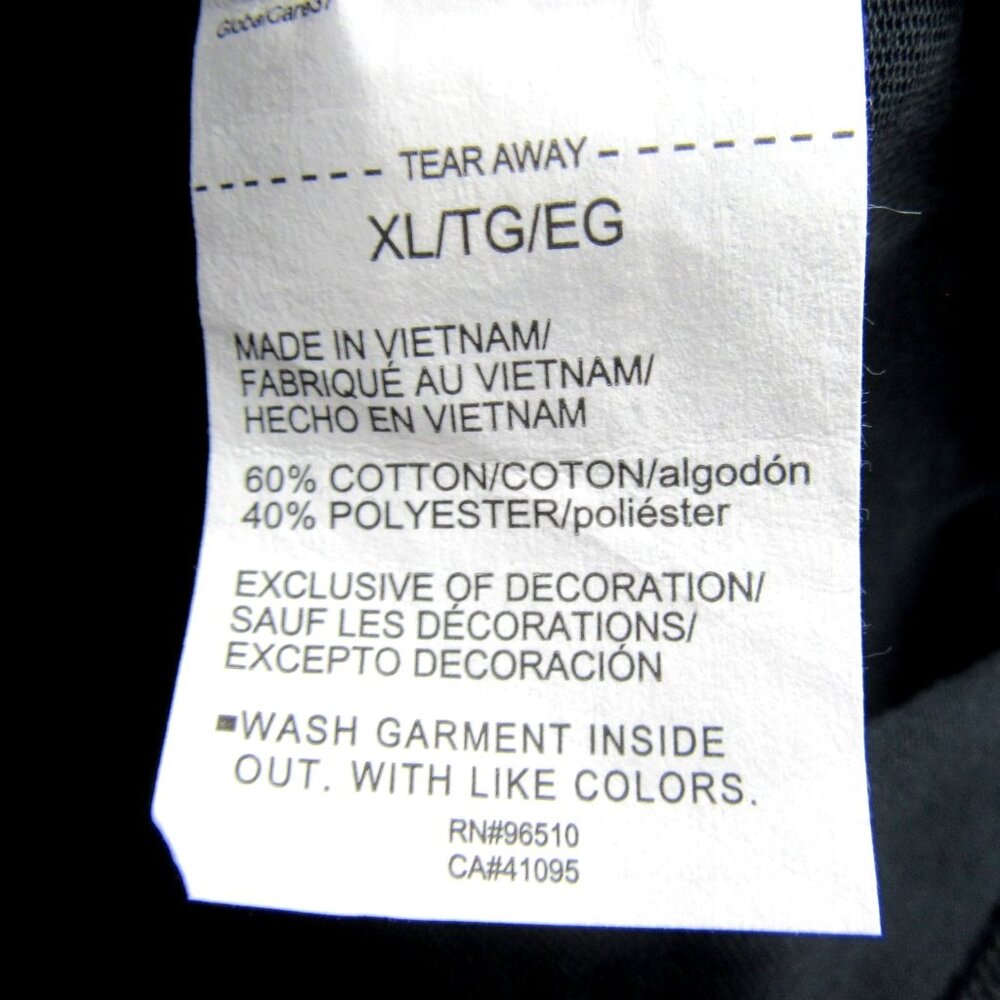 GlobalCare37
TEAR AWAY
XL/TG/EG
MADE IN VIETNAM/
FABRIQUÉ AU VIETNAM/
HECHO EN VIETNAM
60% COTTON/COTON/algodón
40% POLYESTER/poliéster
EXCLUSIVE OF DECORATION/
SAUF LES DÉCORATIONS/
EXCEPTO DECORACIÓN
WASH GARMENT INSIDE
OUT. WITH LIKE COLORS.
RN#96510
CA#41095